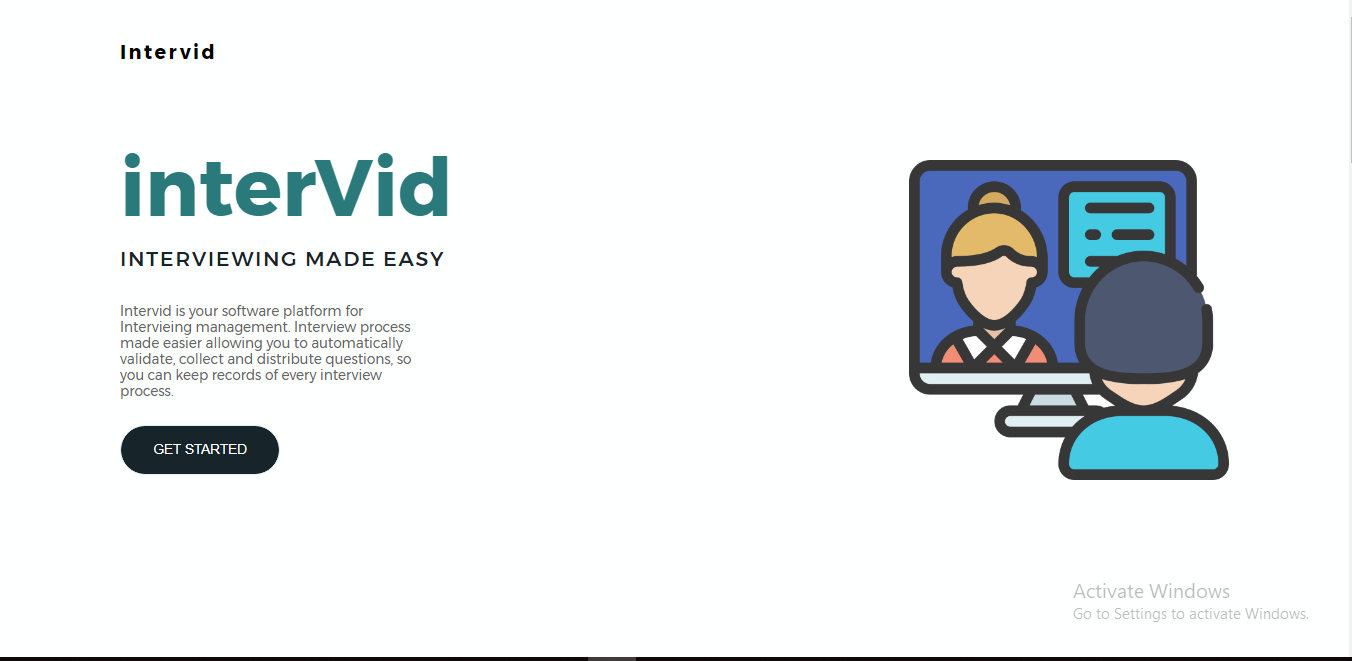 Intervid
interVid
INTERVIEWING MADE EASY
Intervid is your software platform for
Intervieing management. Interview process
made easier allowing you to automatically
validate, collect and distribute questions, so
you can keep records of every interview
process.
GET STARTED
Activate Windows
Go to Settings to activate Windows.